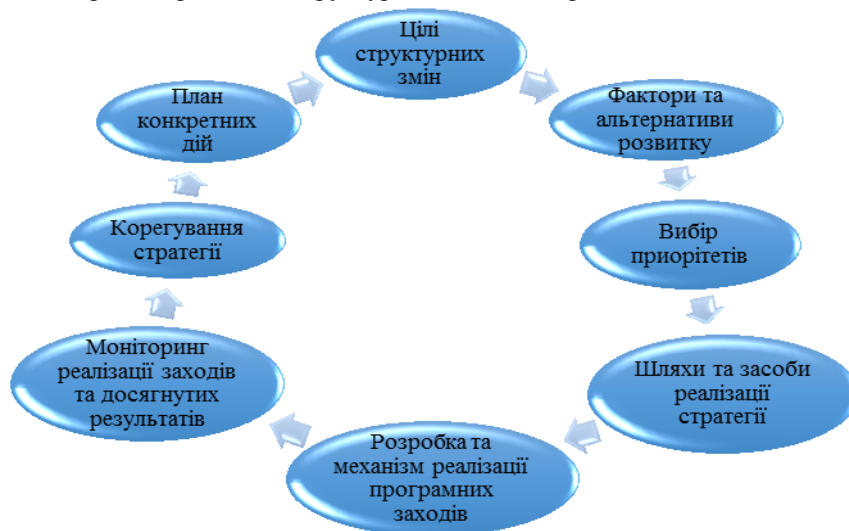 Цілі
структурних
змін
Фактори та
альтернативи
розвитку
Вибір
приорітетів
Шляхи та засоби
реалізації
стратегії
Розробка та
механізм реалізації
програмних
заходів
Моніторинг
реалізації заходів
та досягнутих
результатів
Корегування
стратегії
План
конкретних
дій